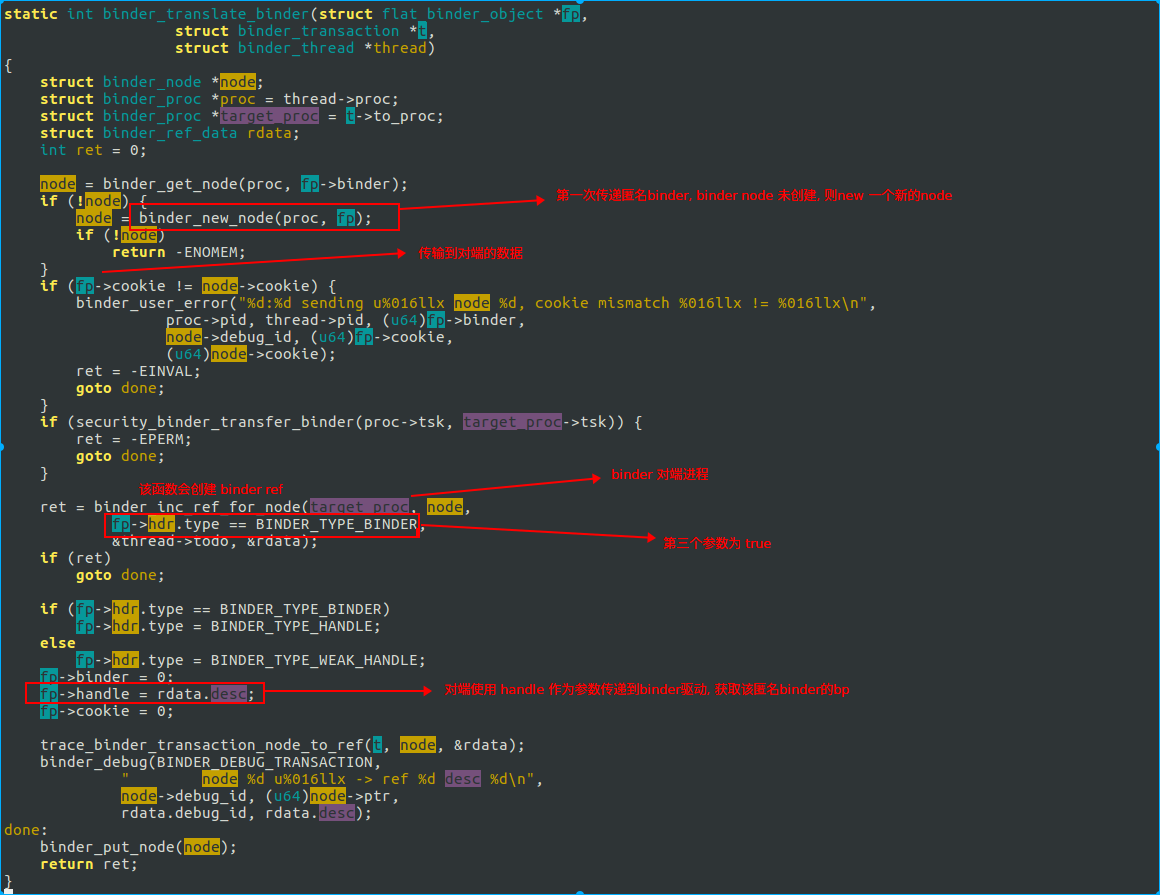 static int binder_translate_binder(struct flat_binder_object *fp,
struct binder_transaction *t,
struct binder_thread *thread)
{
struct binder_node *node;
struct binder_proc *proc = thread->proc;
struct binder_proc *target_proc = t->to_proc;
struct binder_ref_data rdata;
int ret = 0;
node = binder_get_node(proc, fp->binder);
if (!node) {
第一次传递匿名binder, binder node 未创建, 则new 一个新的node
node = binder_new_node(proc, fp);
if (!node)
return -ENOMEM;
传输到对端的数据
}
if (fp->cookie != node->cookie) {
binder_user_error("%d:%d sending u%016llx node %d, cookie mismatch %016llx != %016llx\n",
proc->pid, thread->pid, (u64)fp->binder,
node->debug_id, (u64)fp->cookie,
(u64)node->cookie);
ret = -EINVAL;
goto done;
}
if (security_binder_transfer_binder(proc->tsk, target_proc->tsk)) {
ret = -EPERM;
goto done;
}
binder 对端进程
该函数会创建 binder ref
ret = binder_inc_ref_for_node(target_proc, node,
fp->hdr.type == BINDER_TYPE_BINDER,
&thread->todo, &rdata);
第三个参数为 true
if (ret)
goto done;
if (fp->hdr.type == BINDER_TYPE_BINDER)
fp->hdr.type = BINDER_TYPE_HANDLE;
else
fp->hdr.type = BINDER_TYPE_WEAK_HANDLE;
fp->binder = 0;
fp->handle = rdata.desc;
对端使用 handle 作为参数传递到binder驱动, 获取该匿名binder的bp
fp->cookie = 0;
trace_binder_transaction_node_to_ref(t, node, &rdata);
binder_debug(BINDER_DEBUG_TRANSACTION,
"        node %d u%016llx -> ref %d desc %d\n",
node->debug_id, (u64)node->ptr,
rdata.debug_id, rdata.desc);
done:
binder_put_node(node);
return ret;
}